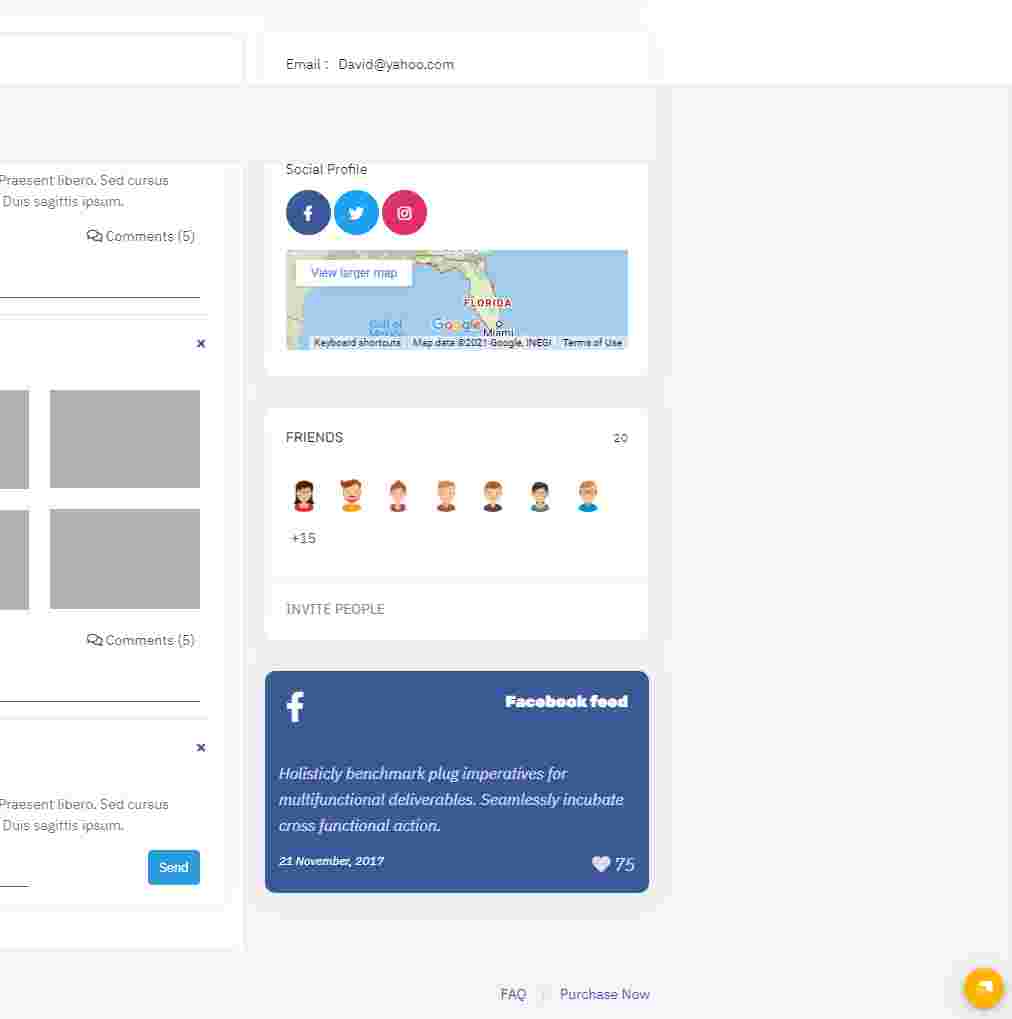 Email : David@yahoo.com
Praesent libero. Sed cursus
Duis sagittis ipsum.
Comments (5)
Social Profile
View larger map
FLORIDA
Gulf of
Mexico
Google
Miami
Keyboard shortcuts
Map data ©2021 Google, INEGI
Terms of Use
FRIENDS
20
+15
INVITE PEOPLE
Comments (5)
Facebook feed
Holisticly benchmark plug imperatives for
multifunctional deliverables. Seamlessly incubate
cross functional action.
21 November, 2017
75
Praesent libero. Sed cursus
Duis sagittis ipsum.
Send
FAQ
Purchase Now